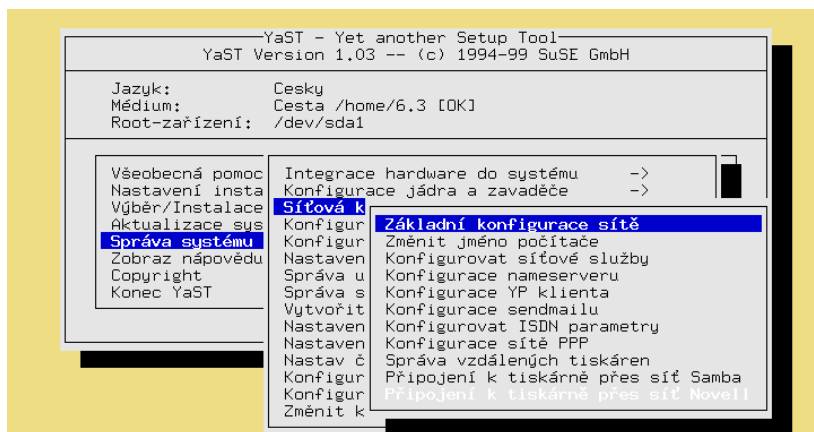 YaST - Yet another Setup Tool
YaST Version 1.03 -- (c) 1994-99 SuSE GmbH
Jazyk: Cesky
Médium: Cesta /home/6.3 [OK]
Root-zařízení: /dev/sda1
Všeobecná pomoc
Nastavení insta
Výběr/Instalace
Aktualizace sys
Správa systému
Zobraz nápovědu
Copyright
Konec YaST
Integrace hardware do systému ->
Konfigurace jádra a zavaděče ->
Síťová k
Konfigur
Konfigur
Nastaven
Správa u
Správa s
Vytvořit
Nastaven
Nastaven
Nastav č
Konfigur
Konfigur
Změnit k
Základní konfigurace sítě
Změnit jméno počítače
Konfigurovat síťové služby
Konfigurace nameserveru
Konfigurace YP klienta
Konfigurace sendmailu
Konfigurovat ISDN parametry
Konfigurace sítě PPP
Správa vzdálených tiskáren
Připojení k tiskárně přes síť Samba
Připojení k tiskárně přes síť Novell